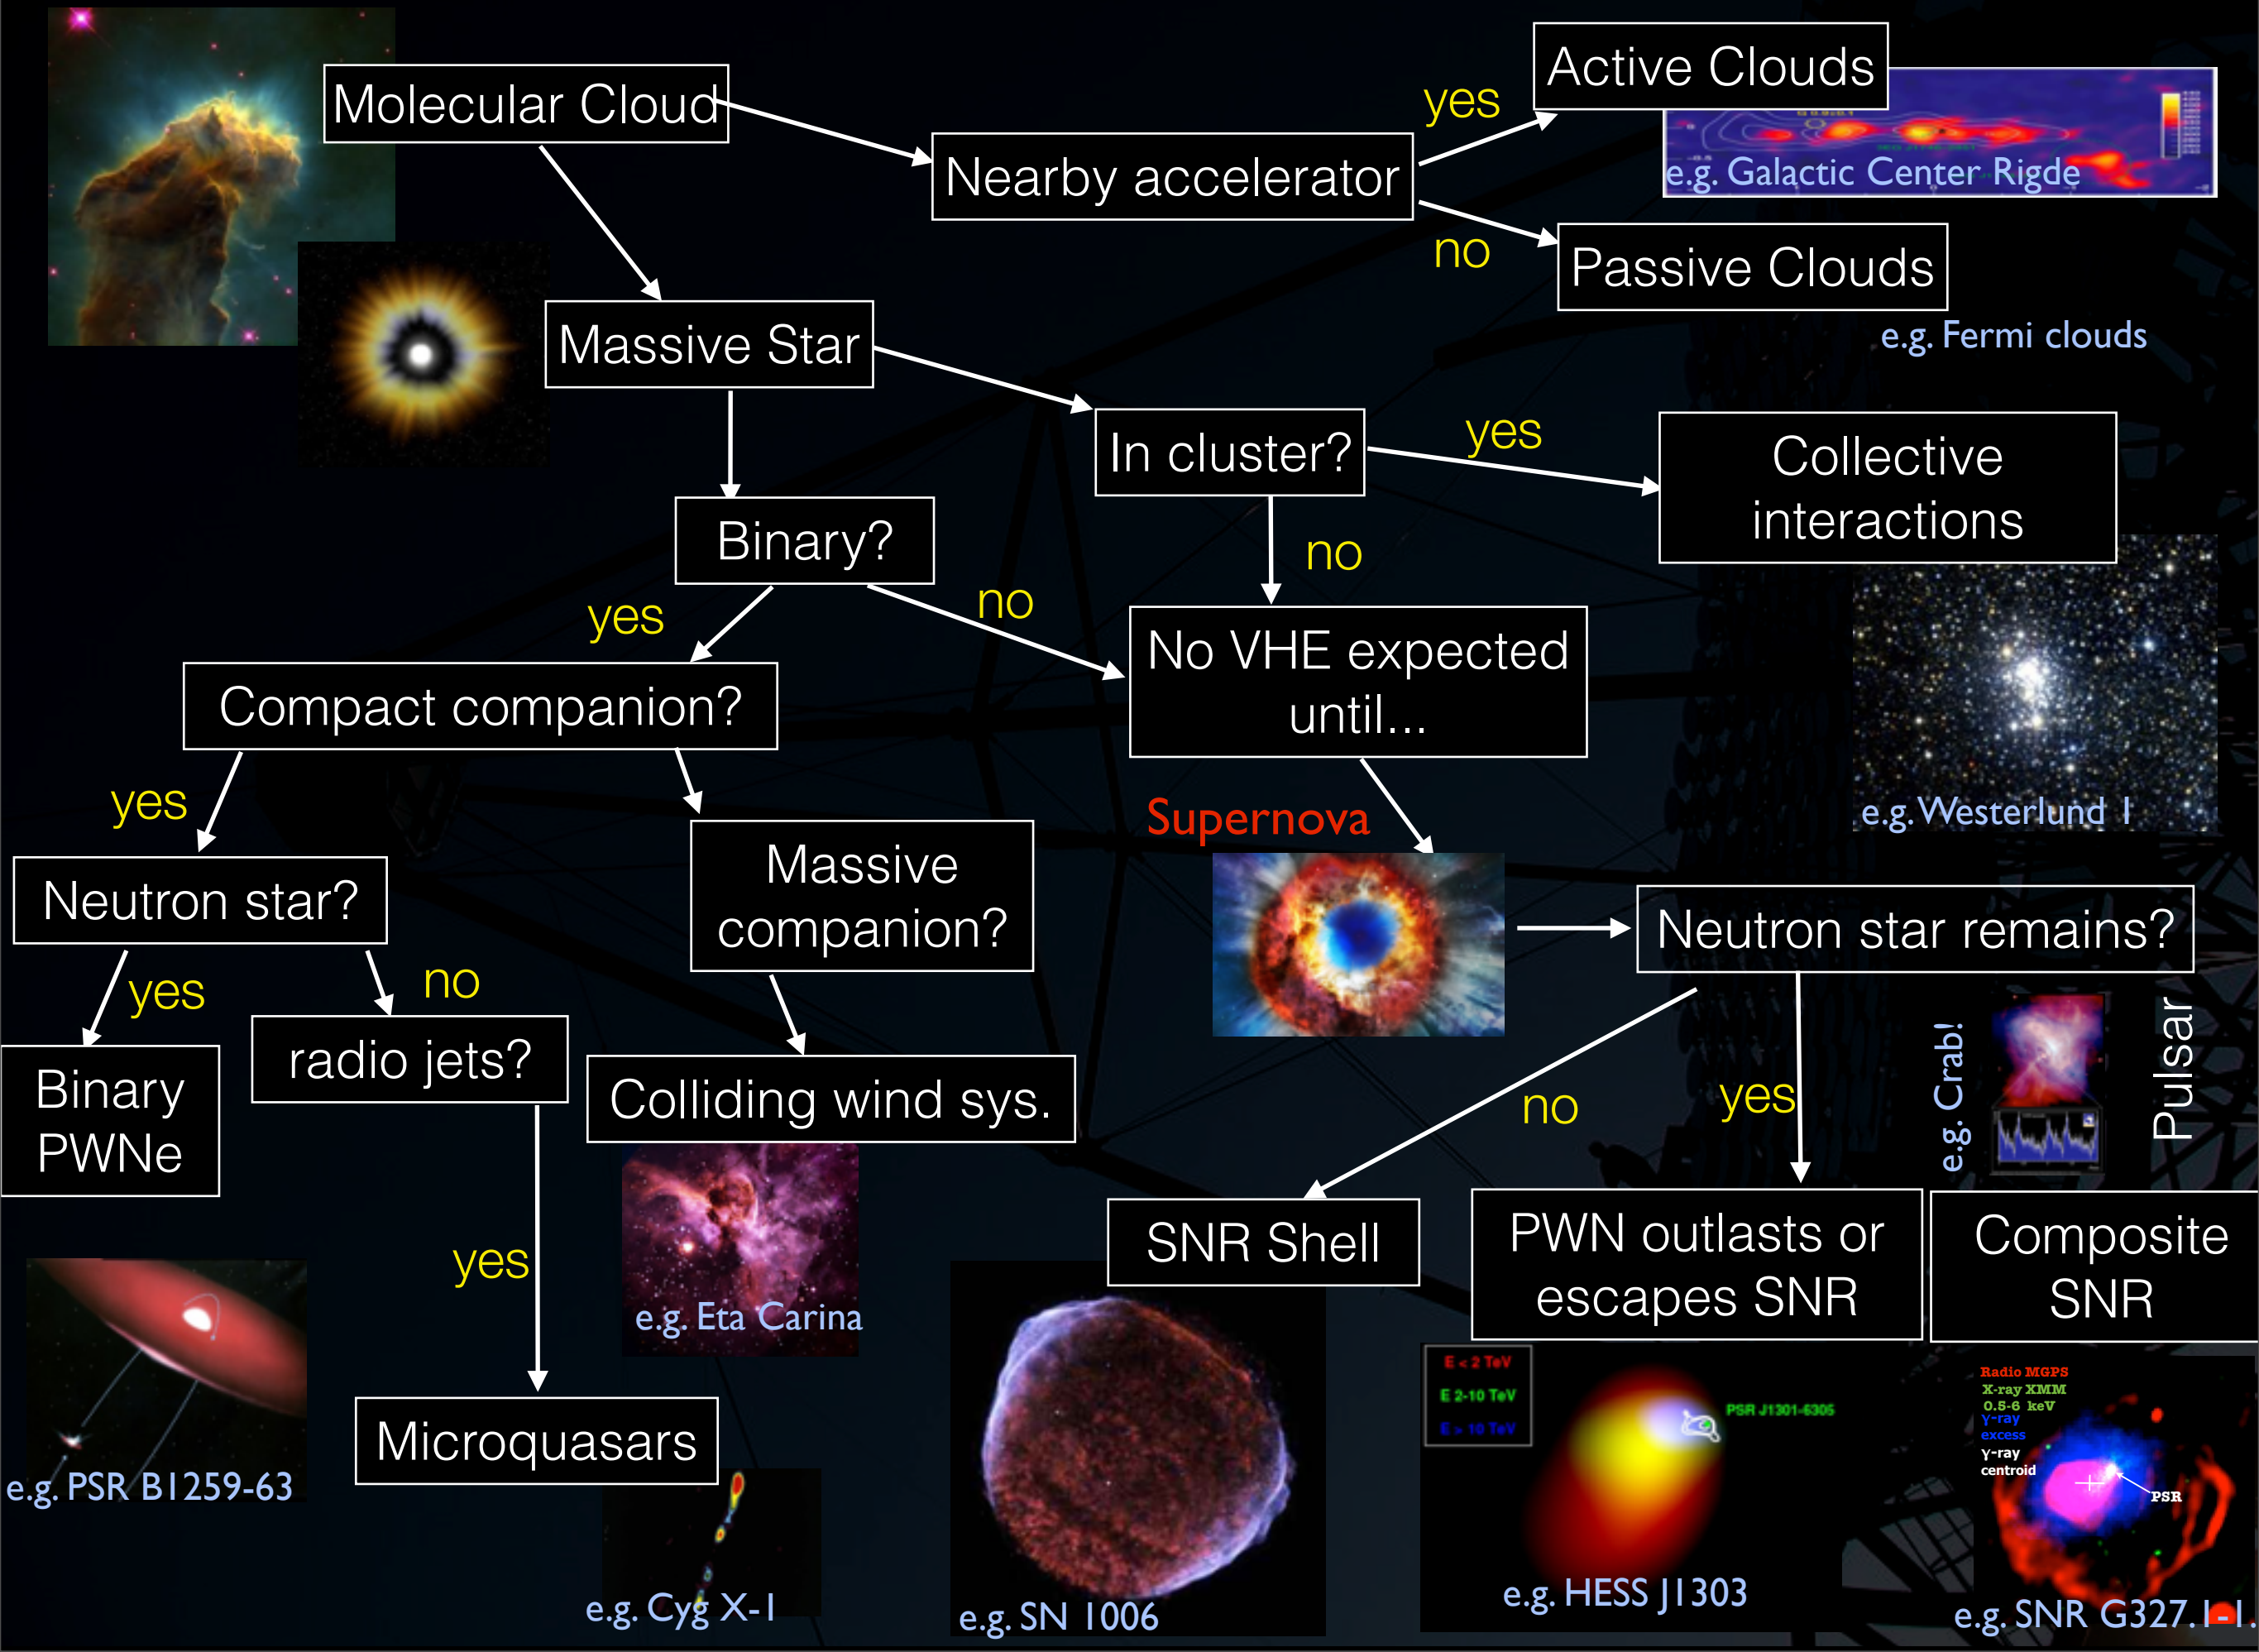 Molecular Cloud
Nearby accelerator
yes
Active Clouds
e.g. Galactic Center Rigde
no
Passive Clouds
e.g. Fermi clouds
Massive Star
In cluster?
yes
Collective
interactions
e.g. Westerlund 1
no
Binary?
yes
no
No VHE expected
until...
Compact companion?
yes
Supernova
Neutron star?
Massive
companion?
Neutron star remains?
yes
no
Binary
PWNe
radio jets?
Colliding wind sys.
no
yes
e.g. Crab!
Pulsar
yes
e.g. Eta Carina
SNR Shell
PWN outlasts or
escapes SNR
Composite
SNR
e.g. PSR B1259-63
Microquasars
e.g. Cyg X-1
e.g. SN 1006
E < 2 TeV
E 2-10 TeV
E > 10 TeV
PSR J1301-6305
e.g. HESS J1303
Radio MGPS
X-ray XMM
0.5-6 keV
γ-ray
excess
γ-ray
centroid
PSR
e.g. SNR G327.1-1.